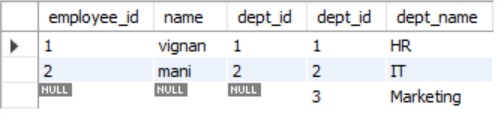 employee_id name dept_id dept_id dept_name
1 vignan 1 1 HR
2 mani 2 2 IT
NULL NULL NULL 3 Marketing